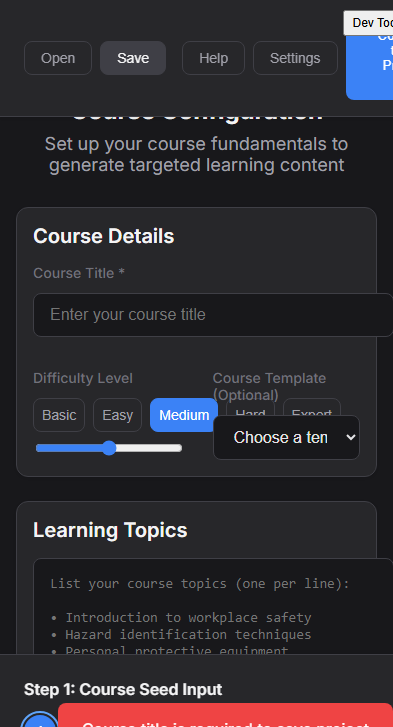 Dev Too
Open
Save
Help
Settings
Course Configuration
Set up your course fundamentals to
generate targeted learning content
Course Details
Course Title *
Enter your course title
Difficulty Level
Course Template
(Optional)
Basic
Easy
Medium
Hard
Expert
Choose a tem
Learning Topics
List your course topics (one per line):
• Introduction to workplace safety
• Hazard identification techniques
• Personal protective equipment
Step 1: Course Seed Input
Course title is required to save project